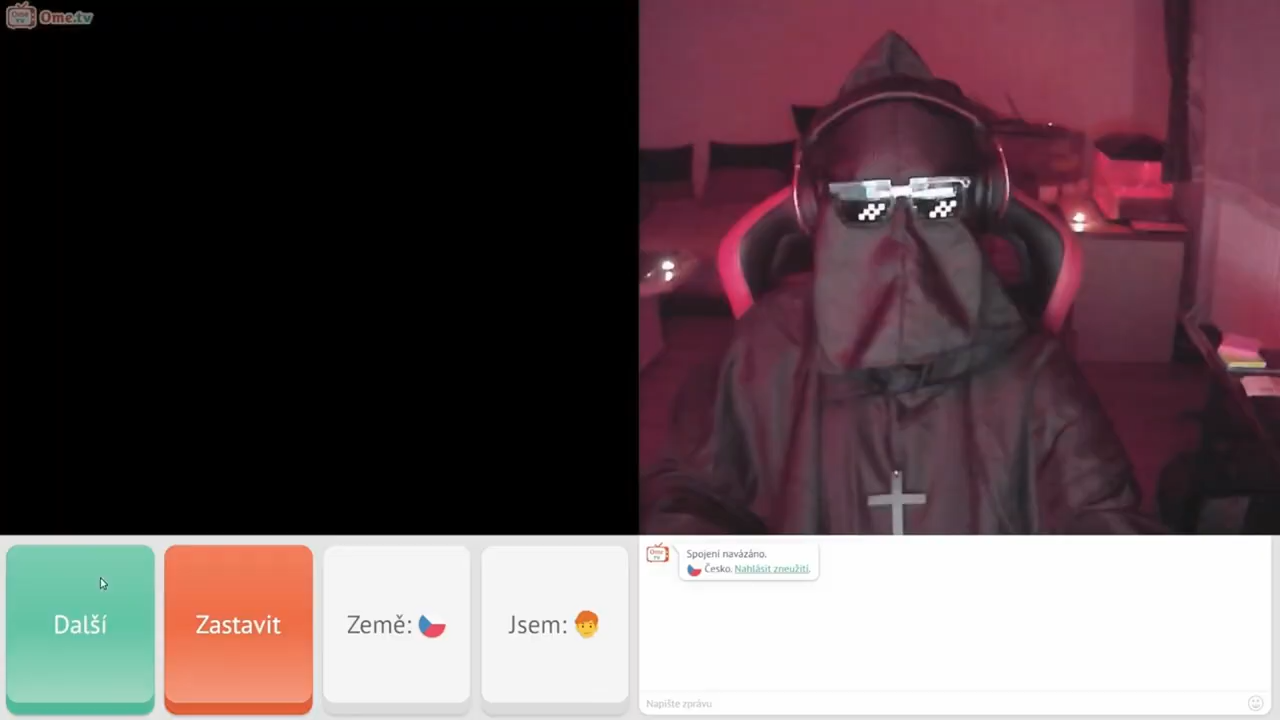 Ome.tv
Spojení navázáno.
Česko. Nahlásit zneužití.
Další
Zastavit
Země:
Jsem:
Napište zprávu